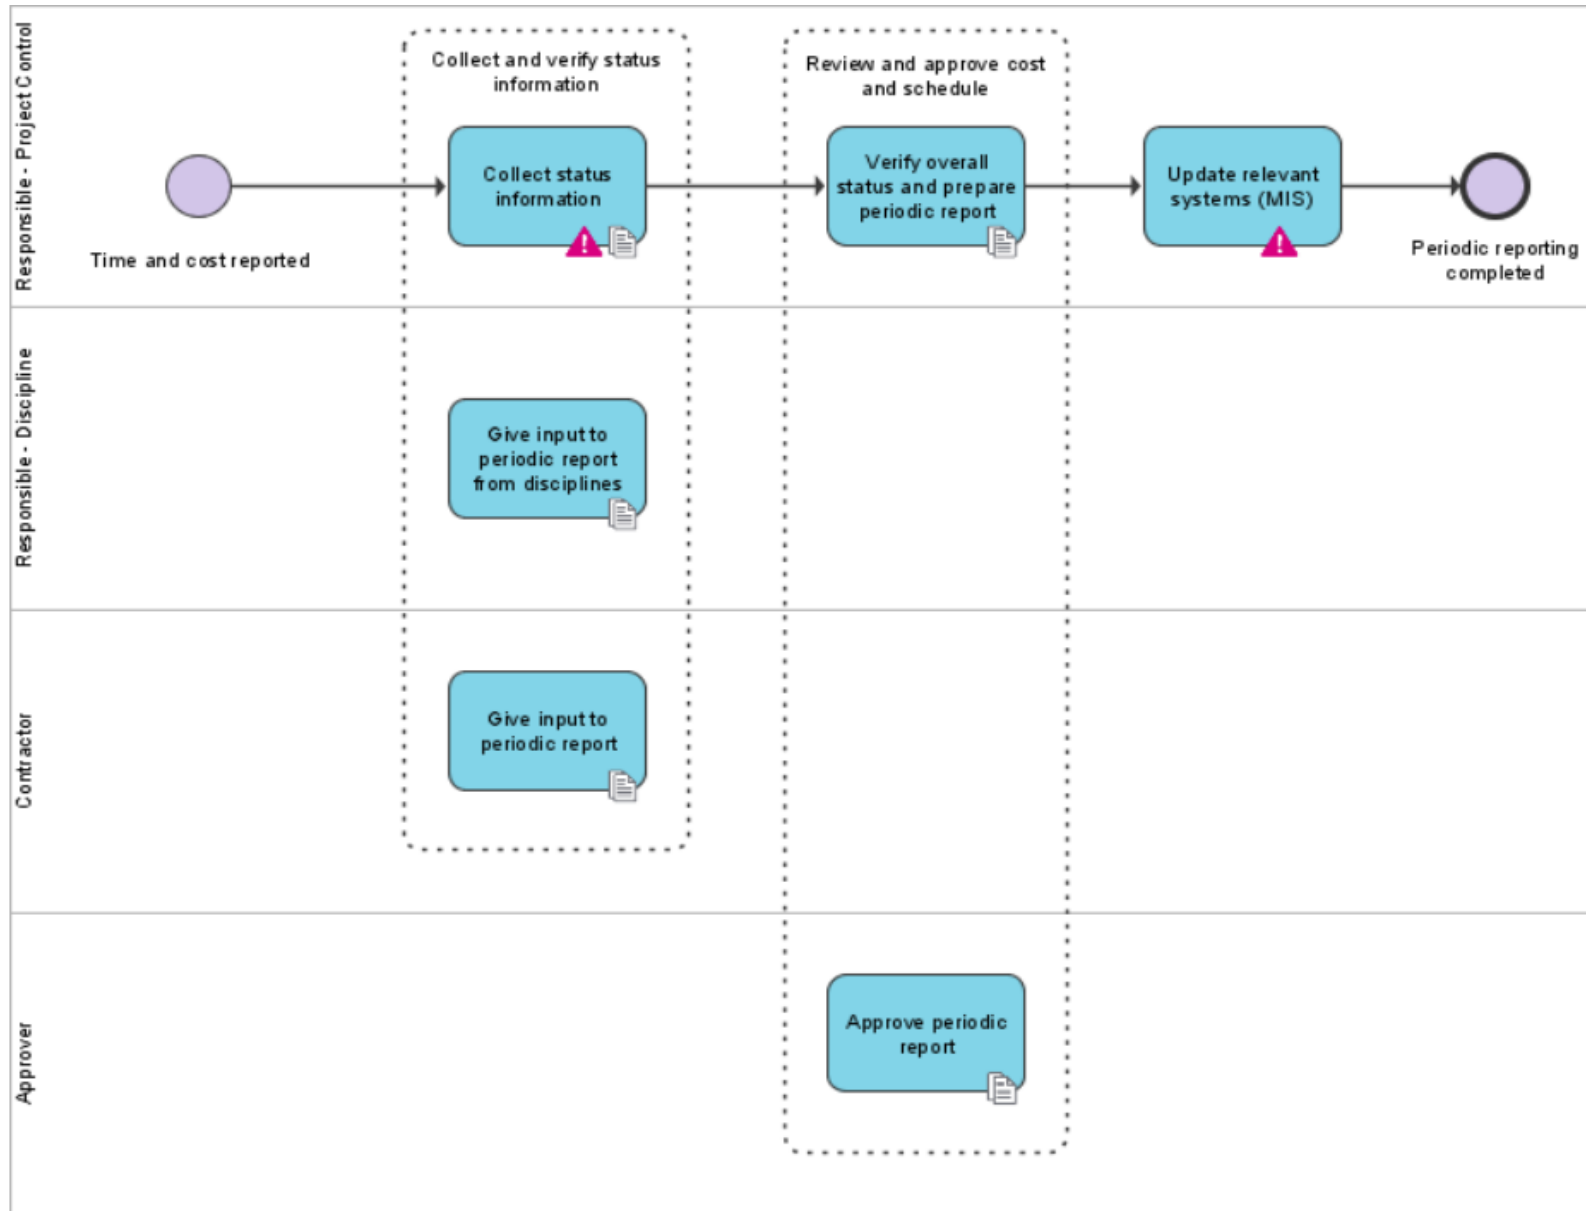 Responsible - Project Control
Collect and verify status
information
Review and approve cost
and schedule
Time and cost reported
Collect status
information
Verify overall
status and prepare
periodic report
Update relevant
systems (MIS)
Periodic reporting
completed
Responsible - Discipline
Give input to
periodic report
from disciplines
Contractor
Give input to
periodic report
Approver
Approve periodic
report